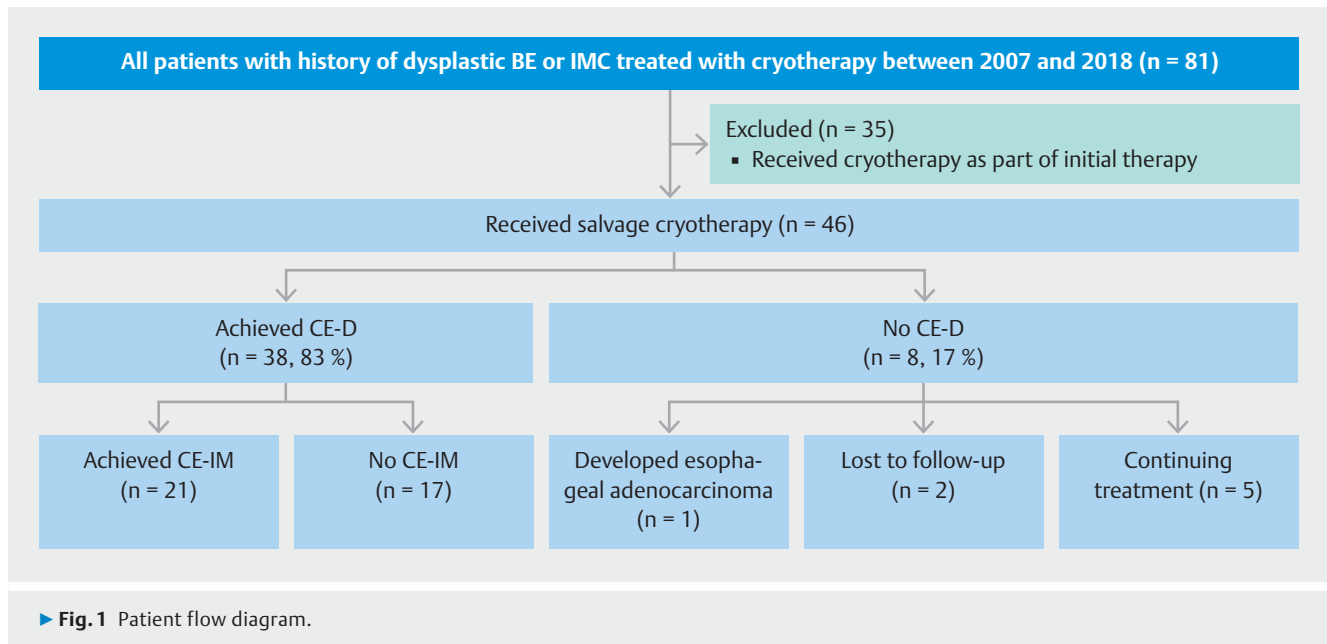 All patients with history of dysplastic BE or IMC treated with cryotherapy between 2007 and 2018 (n = 81)
Excluded (n = 35)
▪ Received cryotherapy as part of initial therapy
Received salvage cryotherapy (n = 46)
Achieved CE-D
(n = 38, 83 %)
No CE-D
(n = 8, 17 %)
Achieved CE-IM
(n = 21)
No CE-IM
(n = 17)
Developed esopha-
geal adenocarcinoma
(n = 1)
Lost to follow-up
(n = 2)
Continuing
treatment (n = 5)
▶ Fig. 1 Patient flow diagram.